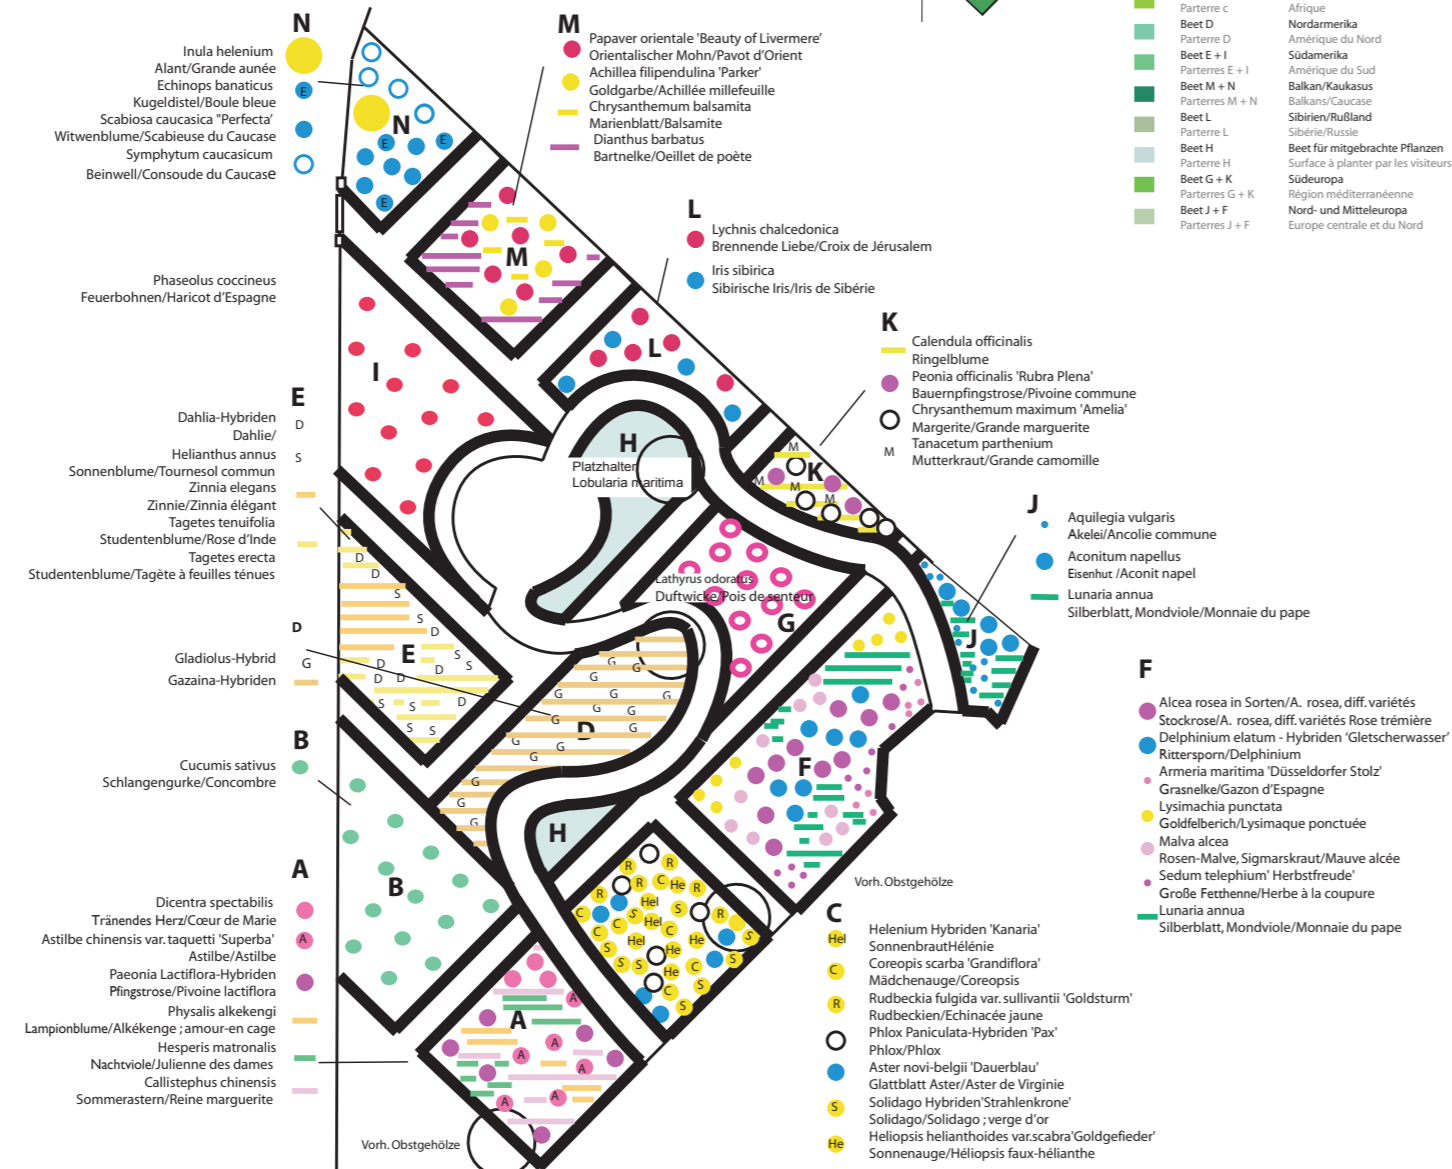 N
Inula helenium
Alant/Grande aunée
Echinops banaticus
E
Kugeldistel/Boule bleue
Scabiosa caucasica "Perfecta'
Witwenblume/Scabieuse du Caucase
Symphytum caucasicum
Beinwell/Consoude du Caucase
M
Papaver orientale 'Beauty of Livermere'
Orientalischer Mohn/Pavot d'Orient
Achillea filipendulina 'Parker'
Goldgarbe/Achillée millefeuille
Chrysanthemum balsamita
Marienblatt/Balsamite
Dianthus barbatus
Bartnelke/Oeillet de poète
Parterre c Afrique
Beet D Nordarmerika
Parterre D Amérique du Nord
Beet E + I Südamerika
Parterres E + I Amérique du Sud
Beet M + N Balkan/Kaukasus
Parterres M + N Balkans/Caucase
Beet L Sibirien/Rußland
Parterre L Sibérie/Russie
Beet H Beet für mitgebrachte Pflanzen
Parterre H Surface à planter par les visiteurs
Beet G + K Südeuropa
Parterres G + K Région méditerranéenne
Beet J + F Nord- und Mitteleuropa
Parterres J + F Europe centrale et du Nord
L
Lychnis chalcedonica
Brennende Liebe/Croix de Jérusalem
Iris sibirica
Sibirische Iris/Iris de Sibérie
Phaseolus coccineus
Feuerbohnen/Haricot d'Espagne
K
Calendula officinalis
Ringelblume
Peonia officinalis 'Rubra Plena'
Bauernpfingstrose/Pivoine commune
Chrysanthemum maximum 'Amelia'
Margerite/Grande marguerite
Tanacetum parthenium
M
Mutterkraut/Grande camomille
E
Dahlia-Hybriden
D
Dahlie/
Helianthus annus
S
Sonnenblume/Tournesol commun
Zinnia elegans
Zinnie/Zinnia élégant
Tagetes tenuifolia
Studentenblume/Rose d'Inde
Tagetes erecta
Studentenblume/Tagète à feuilles ténues
J
Aquilegia vulgaris
Akelei/Ancolie commune
Aconitum napellus
Eisenhut /Aconit napel
Lunaria annua
Silberblatt, Mondviole/Monnaie du pape
D
Gladiolus-Hybrid
G
Gazaina-Hybriden
B
Cucumis sativus
Schlangengurke/Concombre
A
Dicentra spectabilis
Tränendes Herz/Cœur de Marie
Astilbe chinensis var. taquetti 'Superba'
A
Astilbe/Astilbe
Paeonia Lactiflora-Hybriden
Pfingstrose/Pivoine lactiflora
Physalis alkekengi
Lampionblume/Alkékenge ; amour-en cage
Hesperis matronalis
Nachtviole/Julienne des dames
Callistephus chinensis
Sommerastern/Reine marguerite
F
Alcea rosea in Sorten/A. rosea, diff. variétés
Stockrose/A. rosea, diff. variétés Rose trémière
Delphinium elatum - Hybriden 'Gletscherwasser'
Rittersporn/Delphinium
Armeria maritima 'Düsseldorfer Stolz'
Grasnelke/Gazon d'Espagne
Lysimachia punctata
Goldfelberich/Lysimaque ponctuée
Malva alcea
Rosen-Malve, Sigmarskraut/Mauve alcée
Sedum telephium' Herbstfreude'
Große Fetthenne/Herbe à la coupure
Lunaria annua
Silberblatt, Mondviole/Monnaie du pape
C
Hel Helenium Hybriden 'Kanaria'
SonnenbrautHélénie
C Coreopis scarba 'Grandiflora'
Mädchenauge/Coreopsis
R Rudbeckia fulgida var. sullivantii 'Goldsturm'
Rudbeckien/Echinacée jaune
Phlox Paniculata-Hybriden 'Pax'
Phlox/Phlox
Aster novi-belgii 'Dauerblau'
Glattblatt Aster/Aster de Virginie
S Solidago Hybriden'Strahlenkrone'
Solidago/Solidago ; verge d'or
He Heliopsis helianthoides var.scabra'Goldgefieder'
Sonnenauge/Héliopsis faux-hélianthe
N
M
L
I
H
Platzhalter
Lobularia maritima
K
Lathyrus odoratus
Duftwicke/Pois de senteur
G
J
E
D
F
H
B
A
Vorh. Obstgehölze
Vorh. Obstgehölze